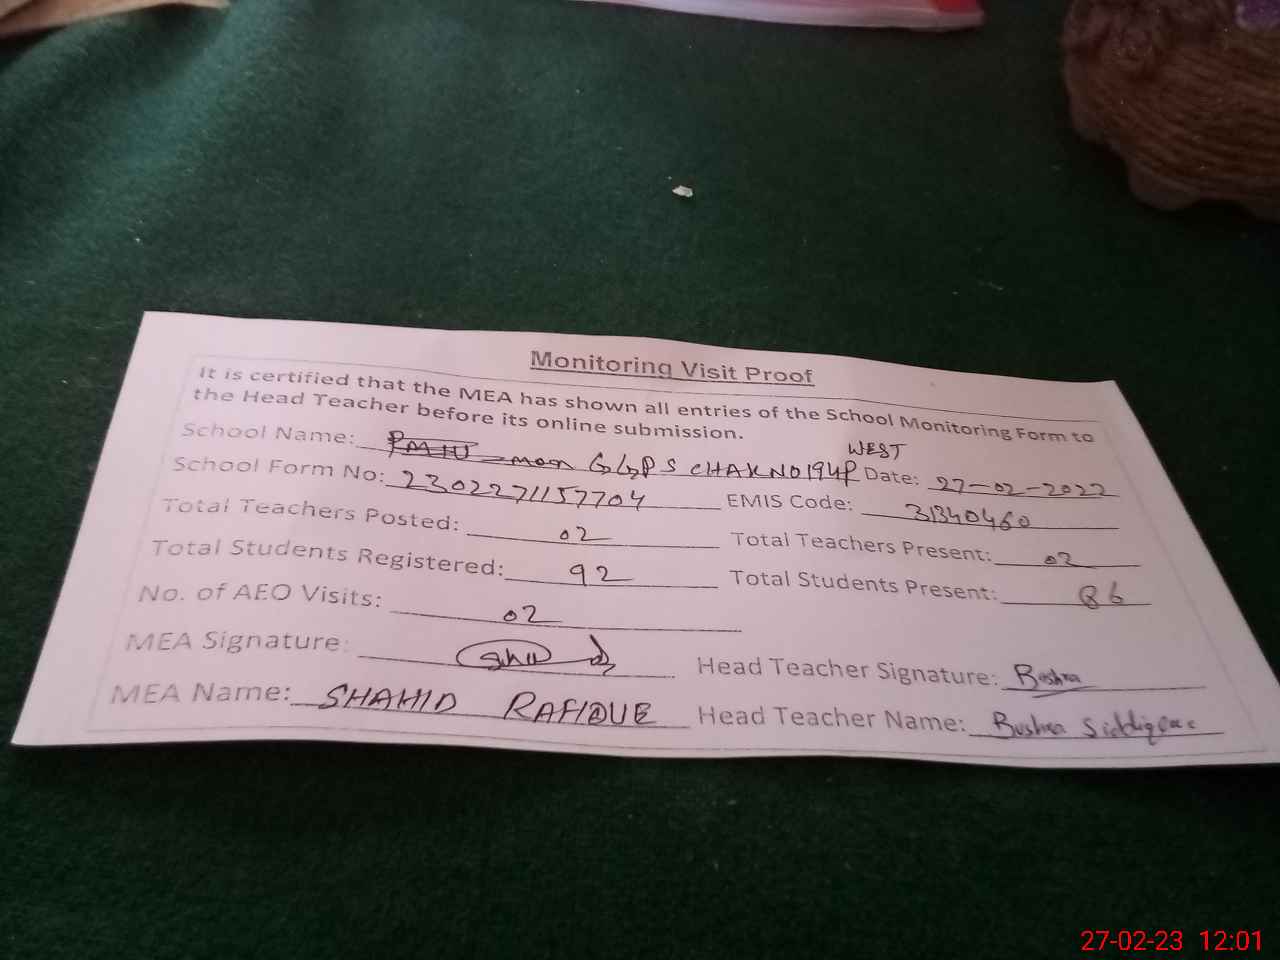 Monitoring Visit Proof
It is certified that the MEA has shown all entries of the School Monitoring Form to
the Head Teacher before its online submission.
WEST
School Name: GGPS CHAK NO 194P Date: 27-02-2022
School Form No: 2302271157704 EMIS Code: 31340460
Total Teachers Posted: 02 Total Teachers Present: 02
Total Students Registered: 92 Total Students Present: 86
No. of AEO Visits: 02
MEA Signature: Head Teacher Signature: Bushra
MEA Name: SHAHID RAFIQUE Head Teacher Name: Bushra Siddiqeue
27-02-23 12:01